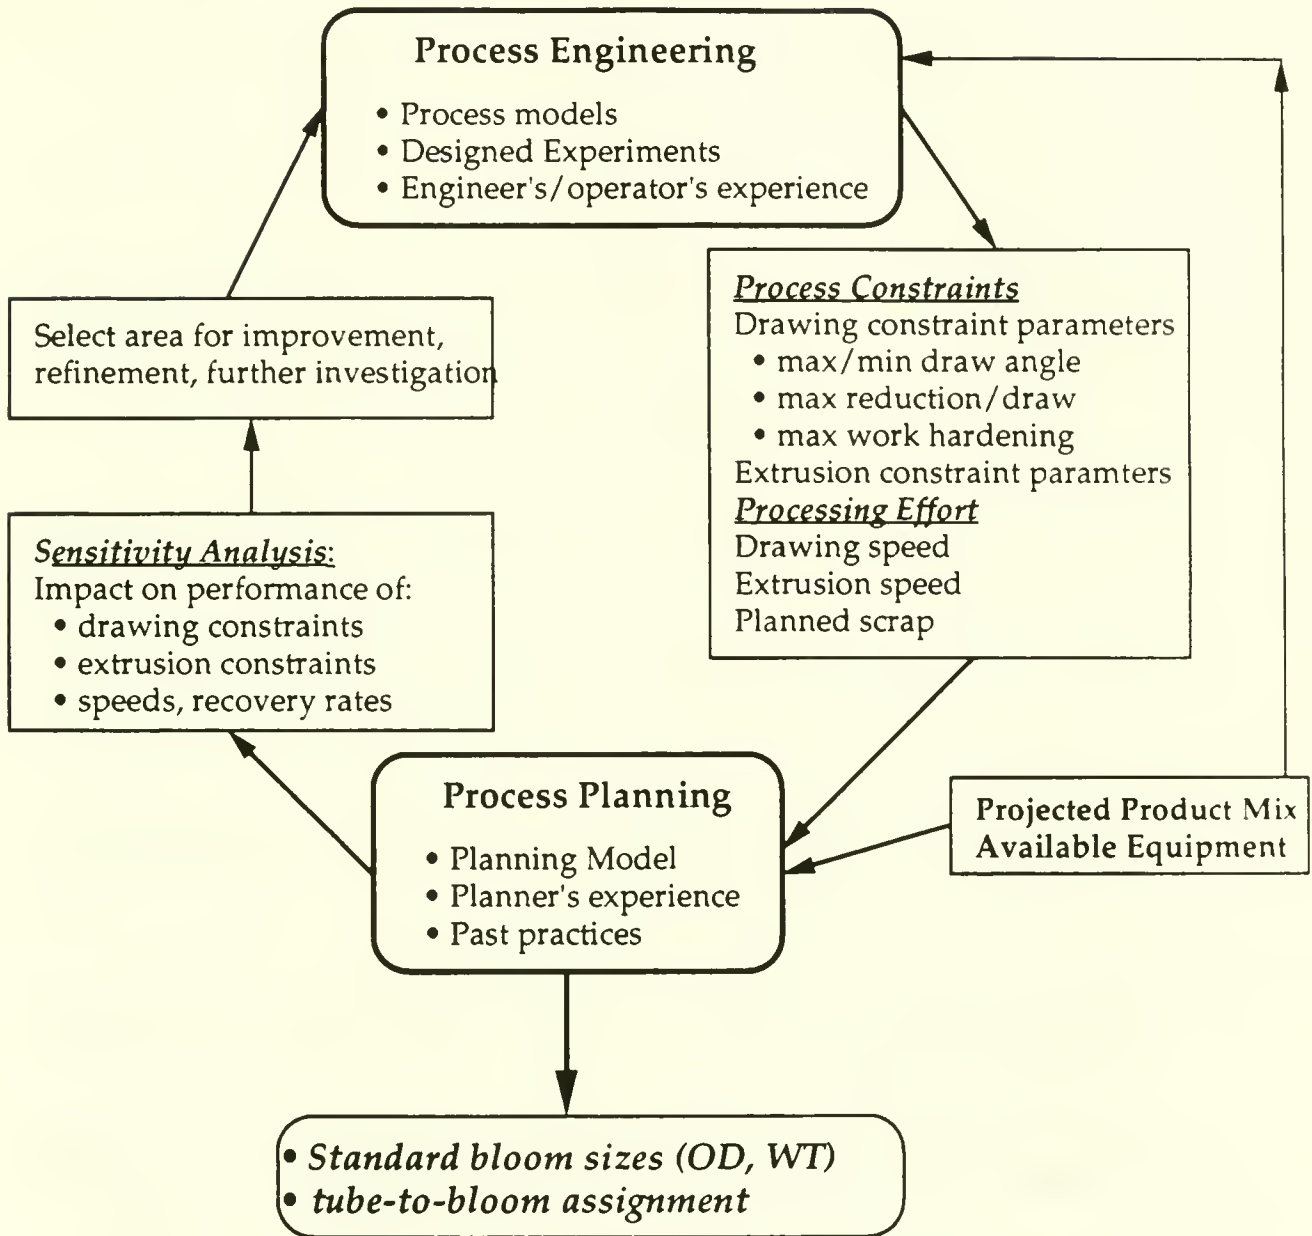 Process Engineering
• Process models
• Designed Experiments
• Engineer's/operator's experience
Select area for improvement,
refinement, further investigation
Process Constraints
Drawing constraint parameters
• max/min draw angle
• max reduction/draw
• max work hardening
Extrusion constraint paramters
Processing Effort
Drawing speed
Extrusion speed
Planned scrap
Sensitivity Analysis:
Impact on performance of:
• drawing constraints
• extrusion constraints
• speeds, recovery rates
Process Planning
• Planning Model
• Planner's experience
• Past practices
Projected Product Mix
Available Equipment
• Standard bloom sizes (OD, WT)
• tube-to-bloom assignment